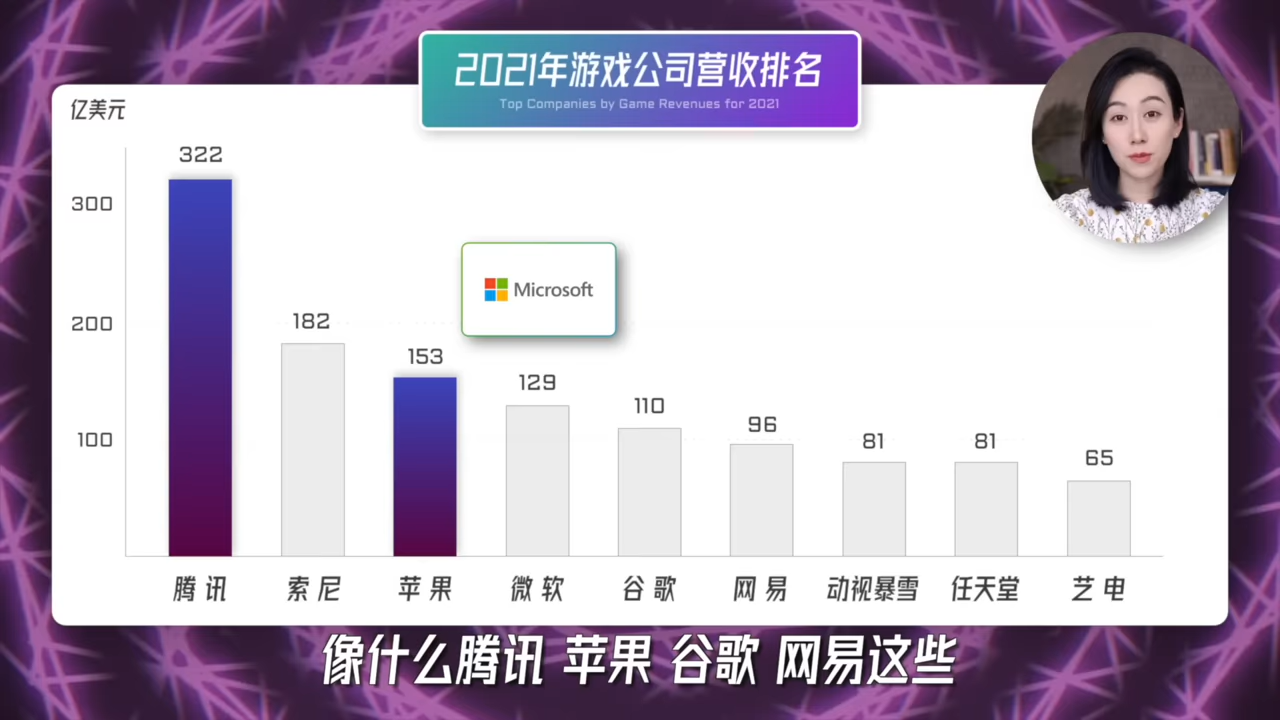 2021年游戏公司营收排名
Top Companies by Game Revenues for 2021
亿美元
322
300
Microsoft
200
182
153
129
110
100
96
81
81
65
腾讯
索尼
苹果
微软
谷歌
网易
动视暴雪
任天堂
艺电
像什么腾讯 苹果 谷歌 网易这些